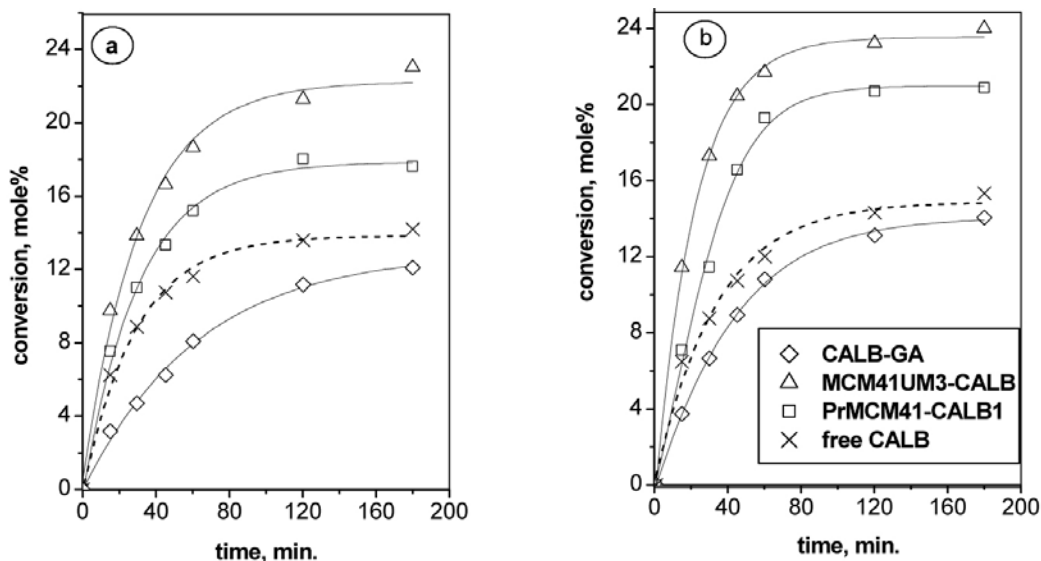 a
24
20
16
12
8
4
0
conversion, mole%
0 40 80 120 160 200
time, min.
b
24
20
16
12
8
4
0
conversion, mole%
CALB-GA
MCM41UM3-CALB
PrMCM41-CALB1
free CALB
0 40 80 120 160 200
time, min.